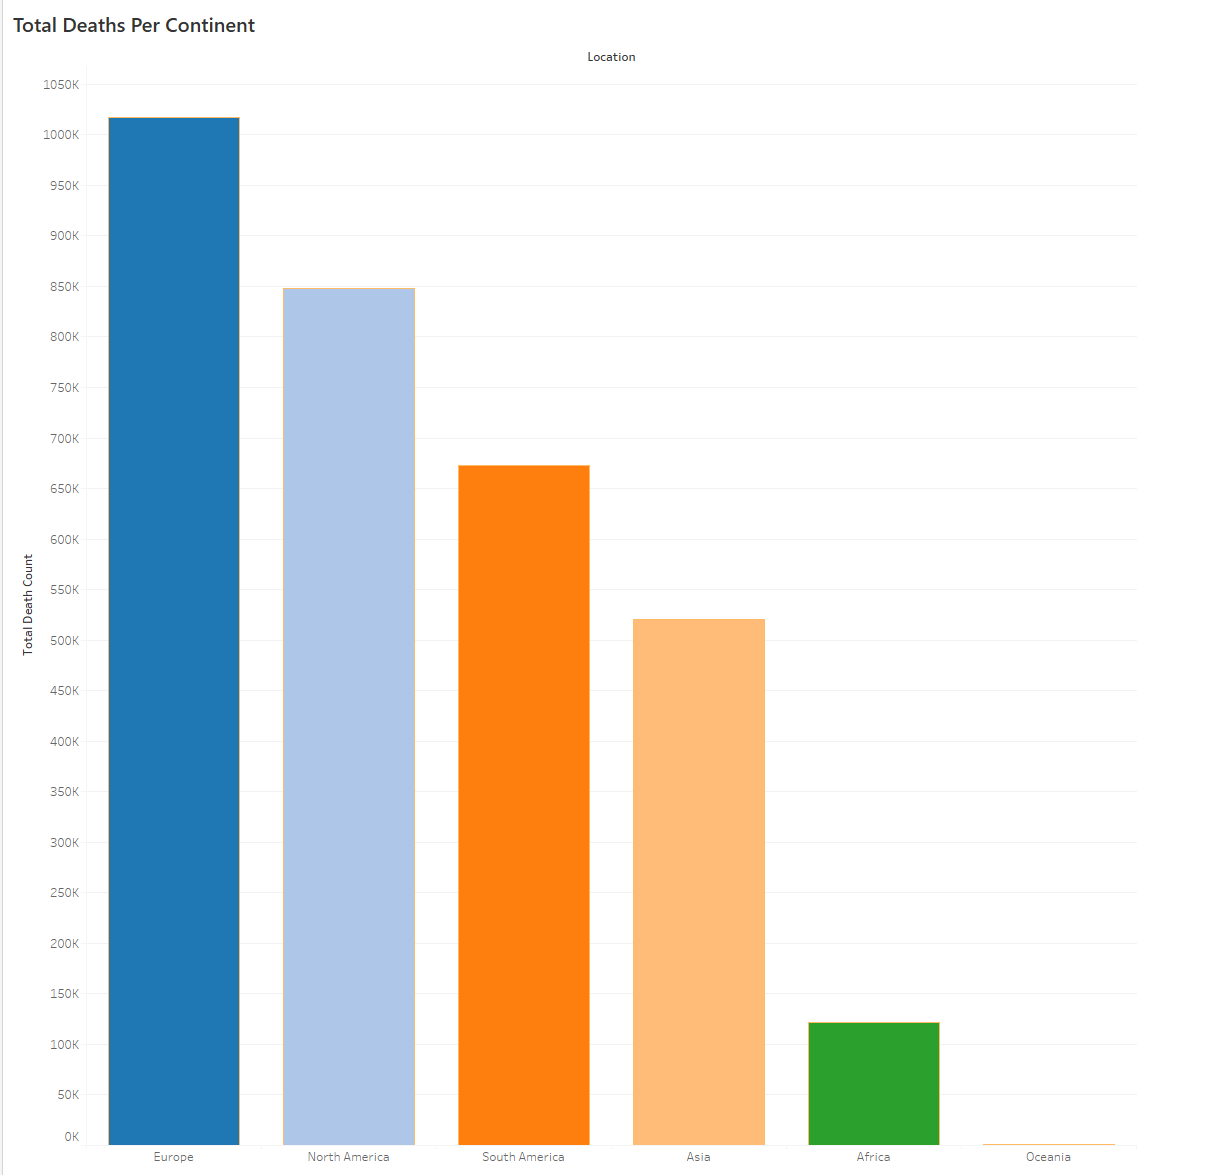 Total Deaths Per Continent
Location
1050K
1000K
950K
900K
850K
800K
750K
700K
650K
600K
550K
500K
450K
400K
350K
300K
250K
200K
150K
100K
50K
0K
Total Death Count
Europe North America South America Asia Africa Oceania